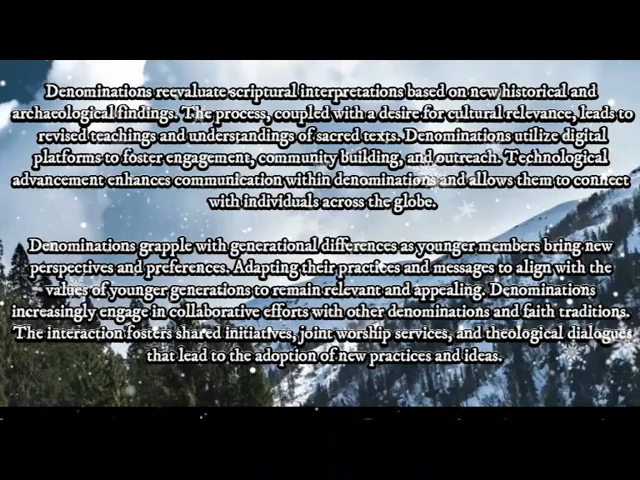 Denominations reevaluate scriptural interpretations based on new historical and
archaeological findings. The process, coupled with a desire for cultural relevance, leads to
revised teachings and understandings of sacred texts. Denominations utilize digital
platforms to foster engagement, community building, and outreach. Technological
advancement enhances communication within denominations and allows them to connect
with individuals across the globe.
Denominations grapple with generational differences as younger members bring new
perspectives and preferences. Adapting their practices and messages to align with the
values of younger generations to remain relevant and appealing. Denominations
increasingly engage in collaborative efforts with other denominations and faith traditions.
The interaction fosters shared initiatives, joint worship services, and theological dialogues
that lead to the adoption of new practices and ideas.